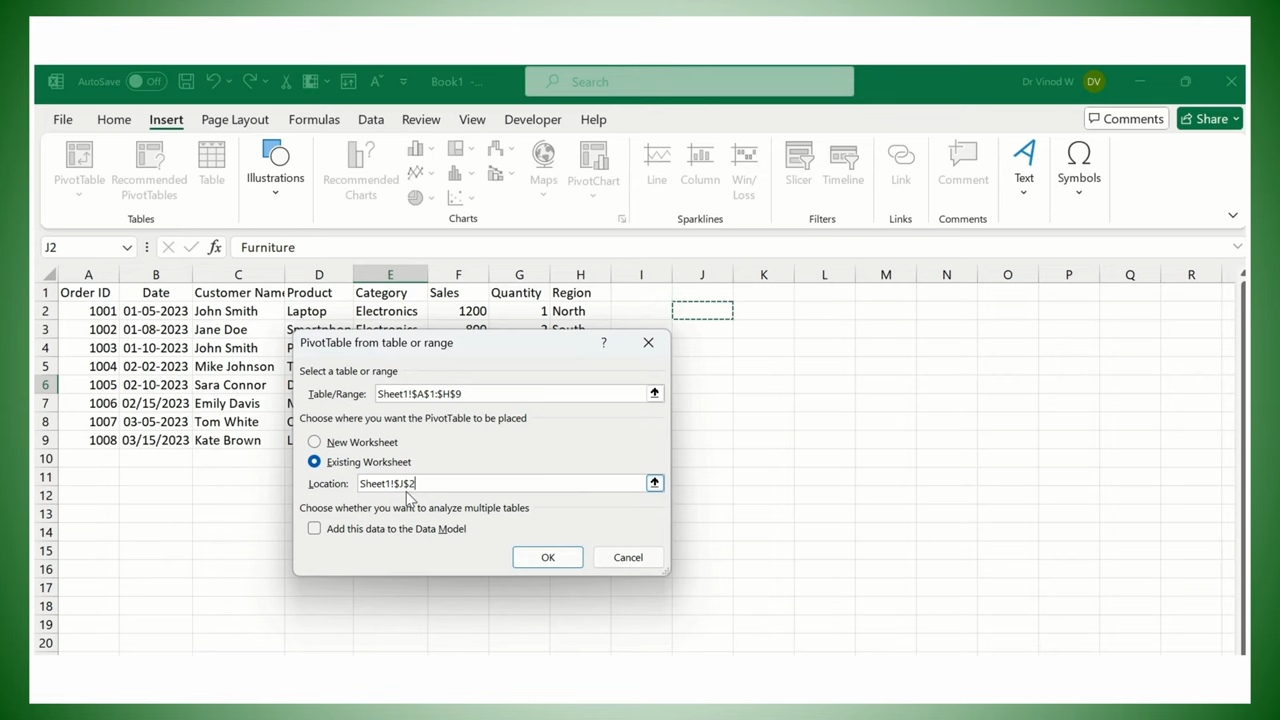 AutoSave Off Book1 -... Search Dr Vinod W DV
File Home Insert Page Layout Formulas Data Review View Developer Help Comments Share
PivotTable Recommended PivotTables Table Illustrations Recommended Charts Maps PivotChart Line Column Win/Loss Slicer Timeline Link Comment Text Symbols
Tables Charts Sparklines Filters Links Comments
J2 fx Furniture
A B C D E F G H I J K L M N O P Q R
1 Order ID Date Customer Name Product Category Sales Quantity Region
2 1001 01-05-2023 John Smith Laptop Electronics 1200 1 North
3 1002 01-08-2023 Jane Doe Smartphon Electronics 800 2 South
4 1003 01-10-2023 John Smith
5 1004 02-02-2023 Mike Johnson
6 1005 02-10-2023 Sara Connor
7 1006 02/15/2023 Emily Davis
8 1007 03-05-2023 Tom White
9 1008 03/15/2023 Kate Brown
10
11
12
13
14
15
16
17
18
19
20
PivotTable from table or range ?
Select a table or range
Table/Range: Sheet1!$A$1:$H$9
Choose where you want the PivotTable to be placed
New Worksheet
Existing Worksheet
Location: Sheet1!$J$2
Choose whether you want to analyze multiple tables
Add this data to the Data Model
OK Cancel